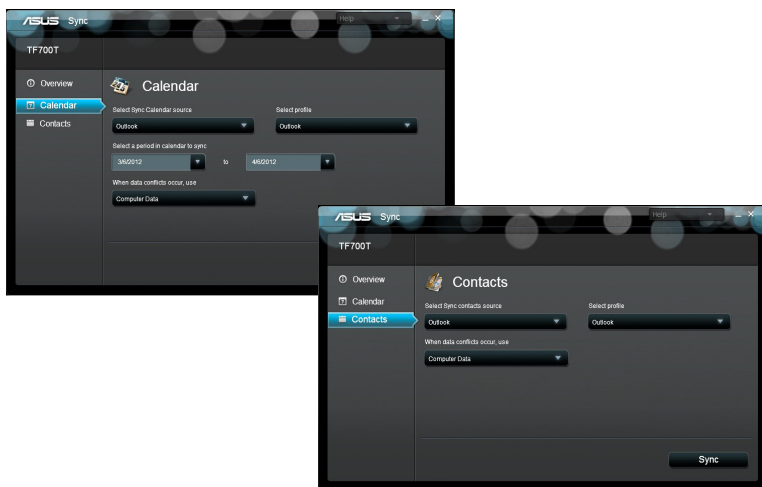 ASUS Sync
Help
TF700T
Overview
Calendar
Contacts
Calendar
Select Sync Calendar source
Select profile
Outlook
Outlook
Select a period in calendar to sync
3/6/2012
to
4/6/2012
When data conflicts occur, use
Computer Data
ASUS Sync
Help
TF700T
Overview
Calendar
Contacts
Contacts
Select Sync contacts source
Select profile
Outlook
Outlook
When data conflicts occur, use
Computer Data
Sync